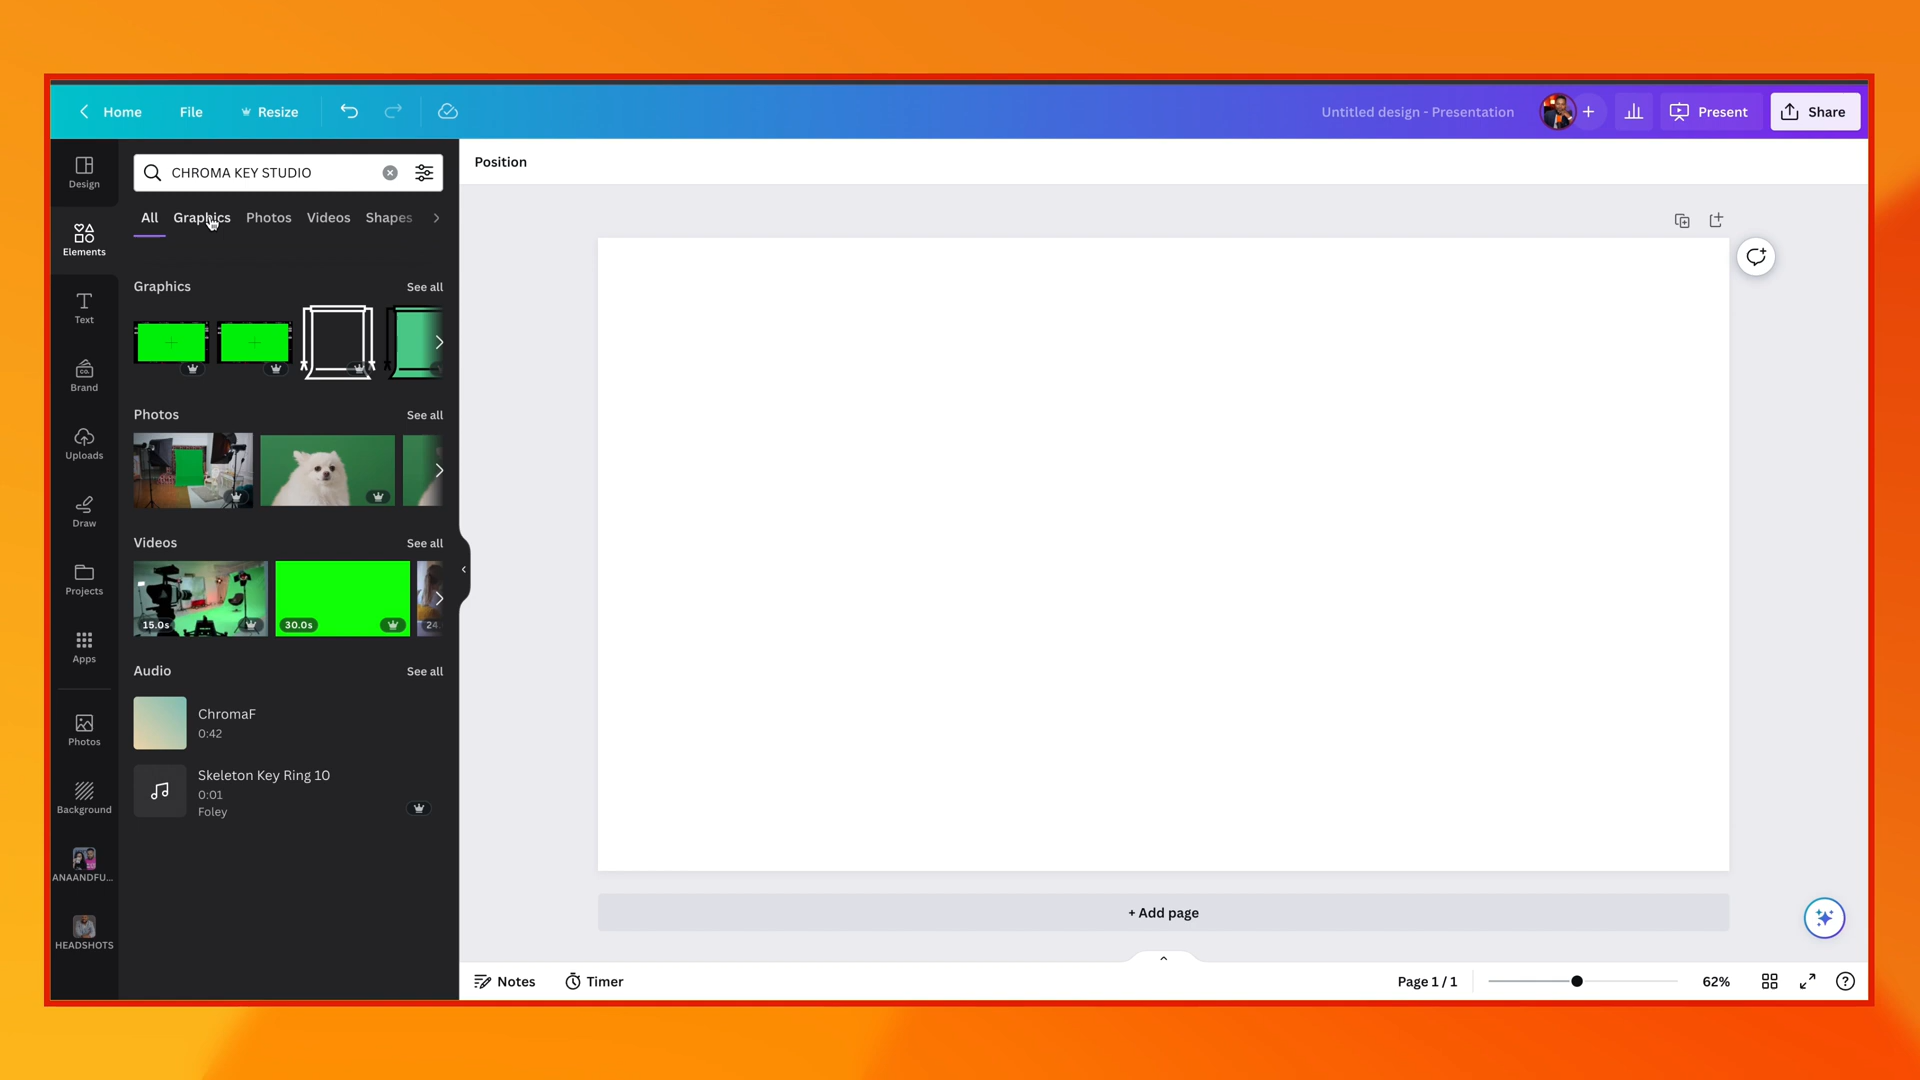 Home File Resize Untitled design - Presentation Present Share
Design
Elements
Text
Brand
Uploads
Draw
Projects
Apps
Photos
Background
ANAANDFU...
HEADSHOTS
CHROMA KEY STUDIO
All Graphics Photos Videos Shapes
Graphics See all
Photos See all
Videos See all
15.0s 30.0s 24.
Audio See all
ChromaF
0:42
Skeleton Key Ring 10
0:01
Foley
Position
+ Add page
Notes Timer Page 1 / 1 62%